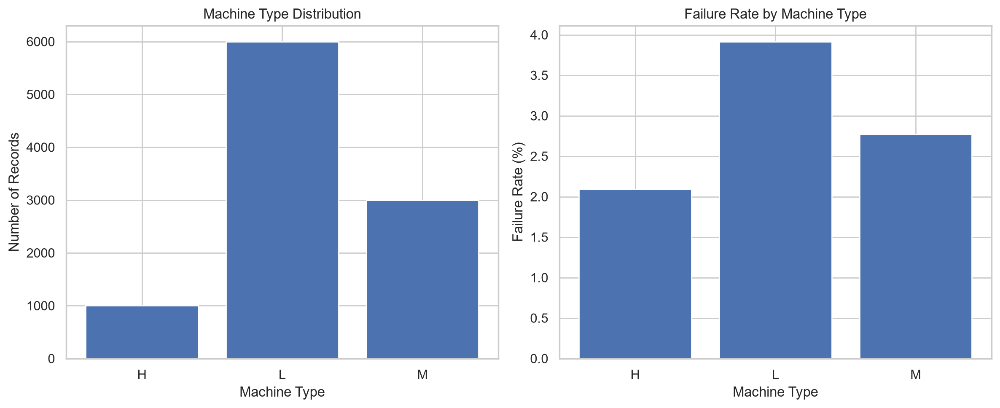 Machine Type Distribution
Number of Records
6000
5000
4000
3000
2000
1000
0
H L M
Machine Type
Failure Rate by Machine Type
Failure Rate (%)
4.0
3.5
3.0
2.5
2.0
1.5
1.0
0.5
0.0
H L M
Machine Type